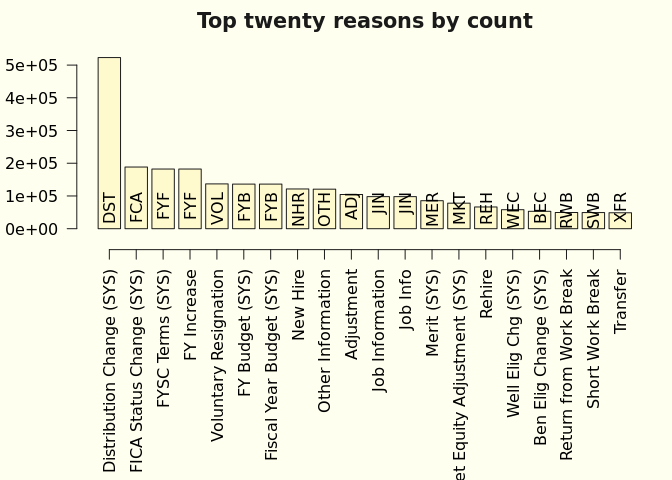 Top twenty reasons by count
5e+05
4e+05
3e+05
2e+05
1e+05
0e+00
DST
FCA
FYF
FYF
VOL
FYB
FYB
NHR
OTH
ADJ
JIN
JIN
MER
MKT
REH
WEC
BEC
RWB
SWB
XFR
Distribution Change (SYS)
FICA Status Change (SYS)
FYSC Terms (SYS)
FY Increase
Voluntary Resignation
FY Budget (SYS)
Fiscal Year Budget (SYS)
New Hire
Other Information
Adjustment
Job Information
Job Info
Merit (SYS)
et Equity Adjustment (SYS)
Rehire
Well Elig Chg (SYS)
Ben Elig Change (SYS)
Return from Work Break
Short Work Break
Transfer